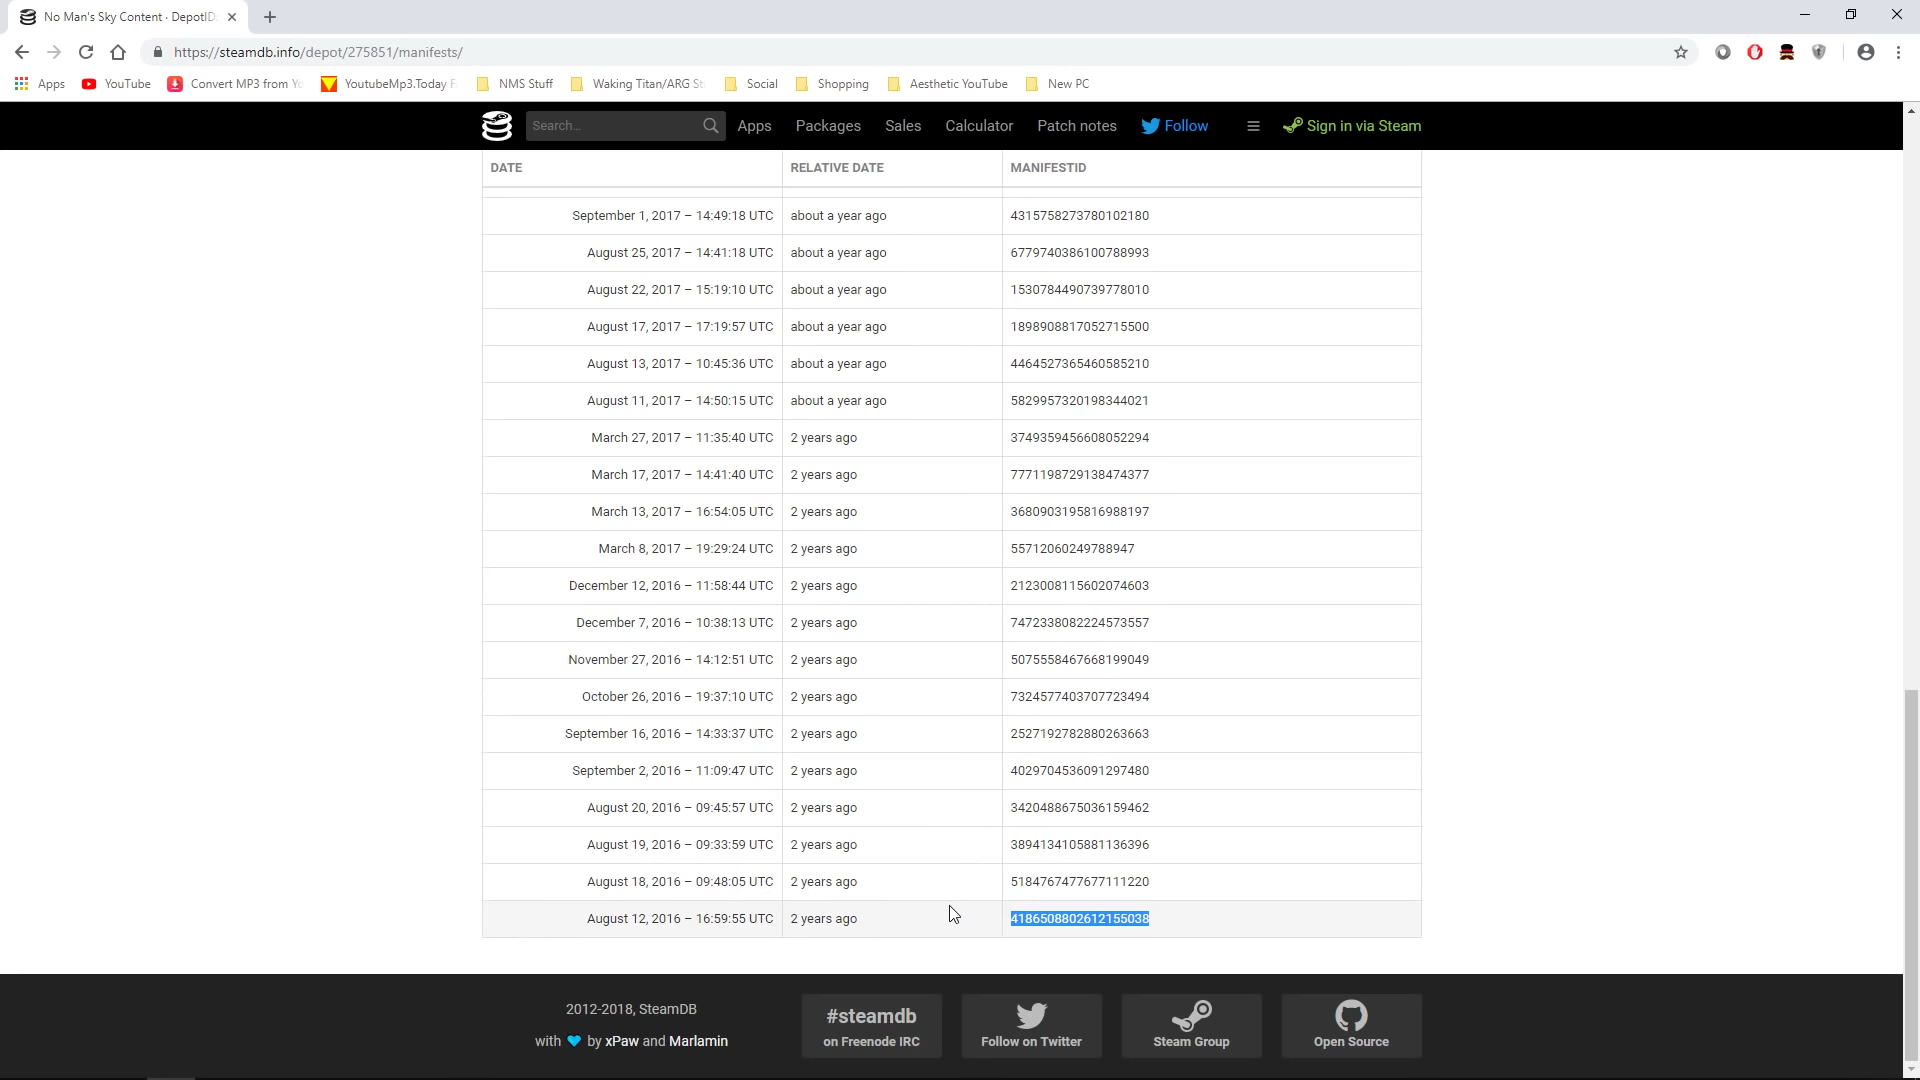 No Man's Sky Content · DepotID:
https://steamdb.info/depot/275851/manifests/
Apps YouTube Convert MP3 from Yo YoutubeMp3.Today F NMS Stuff Waking Titan/ARG St Social Shopping Aesthetic YouTube New PC
Search... Apps Packages Sales Calculator Patch notes Follow Sign in via Steam
DATE RELATIVE DATE MANIFESTID
September 1, 2017 – 14:49:18 UTC about a year ago 4315758273780102180
August 25, 2017 – 14:41:18 UTC about a year ago 6779740386100788993
August 22, 2017 – 15:19:10 UTC about a year ago 1530784490739778010
August 17, 2017 – 17:19:57 UTC about a year ago 1898908817052715500
August 13, 2017 – 10:45:36 UTC about a year ago 4464527365460585210
August 11, 2017 – 14:50:15 UTC about a year ago 5829957320198344021
March 27, 2017 – 11:35:40 UTC 2 years ago 3749359456608052294
March 17, 2017 – 14:41:40 UTC 2 years ago 7771198729138474377
March 13, 2017 – 16:54:05 UTC 2 years ago 3680903195816988197
March 8, 2017 – 19:29:24 UTC 2 years ago 55712060249788947
December 12, 2016 – 11:58:44 UTC 2 years ago 2123008115602074603
December 7, 2016 – 10:38:13 UTC 2 years ago 7472338082224573557
November 27, 2016 – 14:12:51 UTC 2 years ago 5075558467668199049
October 26, 2016 – 19:37:10 UTC 2 years ago 7324577403707723494
September 16, 2016 – 14:33:37 UTC 2 years ago 2527192782880263663
September 2, 2016 – 11:09:47 UTC 2 years ago 4029704536091297480
August 20, 2016 – 09:45:57 UTC 2 years ago 3420488675036159462
August 19, 2016 – 09:33:59 UTC 2 years ago 3894134105881136396
August 18, 2016 – 09:48:05 UTC 2 years ago 5184767477677111220
August 12, 2016 – 16:59:55 UTC 2 years ago 4186508802612155038
2012-2018, SteamDB
with by xPaw and Marlamin
#steamdb
on Freenode IRC
Follow on Twitter
Steam Group
Open Source